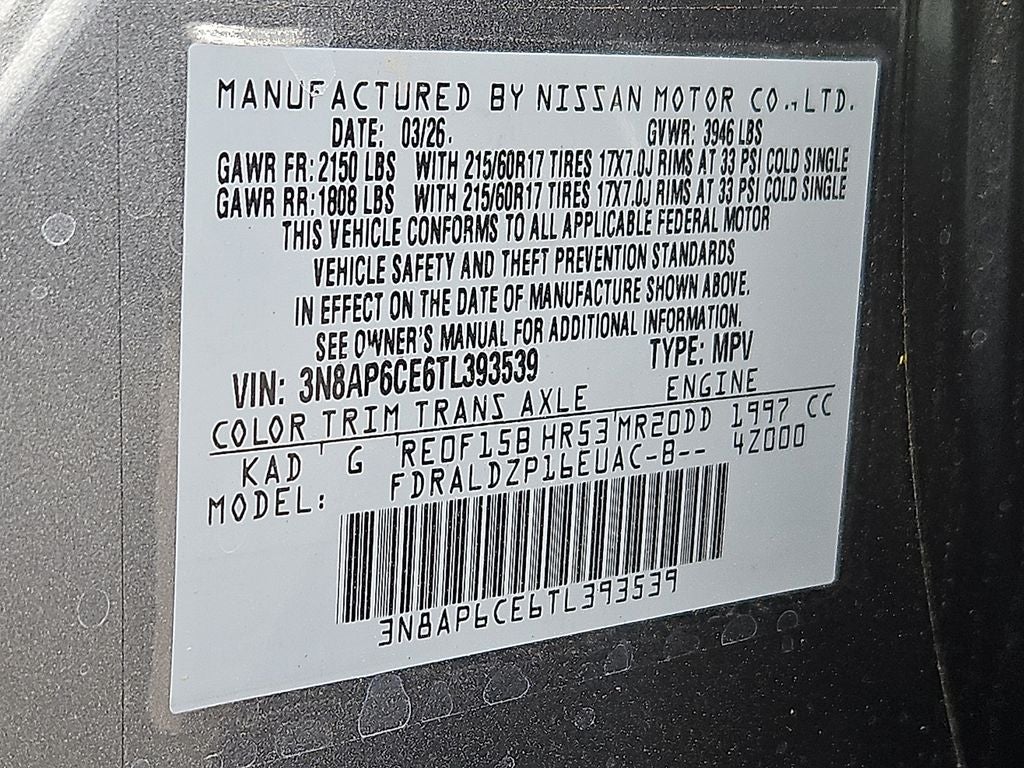 MANUFACTURED BY NISSAN MOTOR CO., LTD.
DATE: 03/26. GVWR: 3946 LBS
GAWR FR: 2150 LBS WITH 215/60R17 TIRES 17X7.0J RIMS AT 33 PSI COLD SINGLE
GAWR RR: 1808 LBS WITH 215/60R17 TIRES 17X7.0J RIMS AT 33 PSI COLD SINGLE
THIS VEHICLE CONFORMS TO ALL APPLICABLE FEDERAL MOTOR
VEHICLE SAFETY AND THEFT PREVENTION STANDARDS
IN EFFECT ON THE DATE OF MANUFACTURE SHOWN ABOVE.
SEE OWNER'S MANUAL FOR ADDITIONAL INFORMATION.
VIN: 3N8AP6CE6TL393539 TYPE: MPV
COLOR TRIM TRANS AXLE ENGINE
KAD G RE0F15B HR53 MR20DD 1997 CC
MODEL: FDRALDZP16EUAC-B-- 4Z000
3N8AP6CE6TL393539